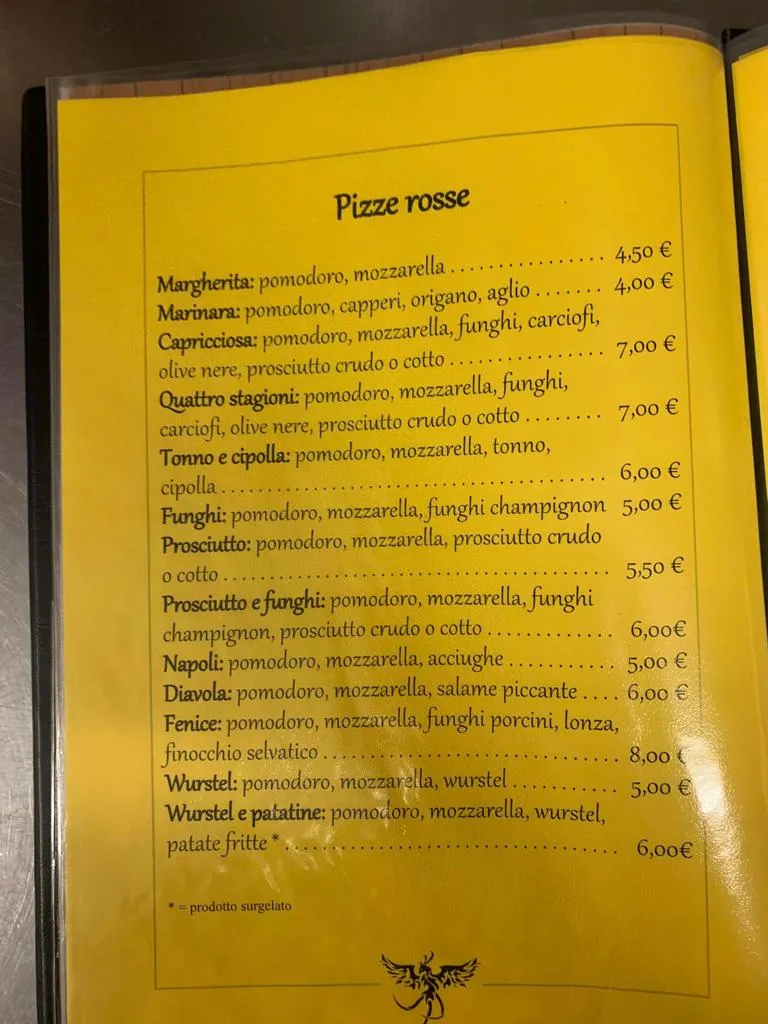 Pizze rosse
Margherita: pomodoro, mozzarella . . . . . . . . . . . . . . . . 4,50 €
Marinara: pomodoro, capperi, origano, aglio . . . . . . . 4,00 €
Capricciosa: pomodoro, mozzarella, funghi, carciofi,
olive nere, prosciutto crudo o cotto . . . . . . . . . . . . . . . . 7,00 €
Quattro stagioni: pomodoro, mozzarella, funghi,
carciofi, olive nere, prosciutto crudo o cotto . . . . . . . . 7,00 €
Tonno e cipolla: pomodoro, mozzarella, tonno,
cipolla . . . . . . . . . . . . . . . . . . . . . . . . . . . . . . . . . . . . . . . 6,00 €
Funghi: pomodoro, mozzarella, funghi champignon 5,00 €
Prosciutto: pomodoro, mozzarella, prosciutto crudo
o cotto . . . . . . . . . . . . . . . . . . . . . . . . . . . . . . . . . . . . . . . 5,50 €
Prosciutto e funghi: pomodoro, mozzarella, funghi
champignon, prosciutto crudo o cotto . . . . . . . . . . . . . 6,00€
Napoli: pomodoro, mozzarella, acciughe . . . . . . . . . . . 5,00 €
Diavola: pomodoro, mozzarella, salame piccante . . . . 6,00 €
Fenice: pomodoro, mozzarella, funghi porcini, lonza,
finocchio selvatico . . . . . . . . . . . . . . . . . . . . . . . . . . . . . . 8,00 €
Wurstel: pomodoro, mozzarella, wurstel . . . . . . . . . . . 5,00 €
Wurstel e patatine: pomodoro, mozzarella, wurstel,
patate fritte * . . . . . . . . . . . . . . . . . . . . . . . . . . . . . . . . . . 6,00€
* = prodotto surgelato